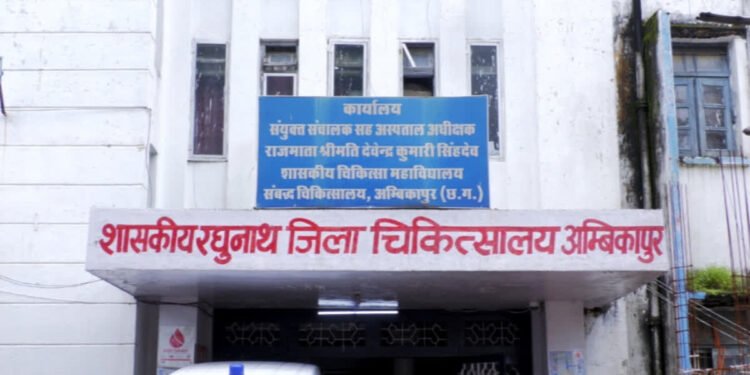 कार्यालय
संयुक्त संचालक सह अस्पताल अधीक्षक
राजमाता श्रीमति देवेन्द्र कुमारी सिंहदेव
शासकीय चिकित्सा महाविद्यालय
संबद्ध चिकित्सालय, अम्बिकापुर (छ.ग.)
शासकीय रघुनाथ जिला चिकित्सालय अम्बिकापुर